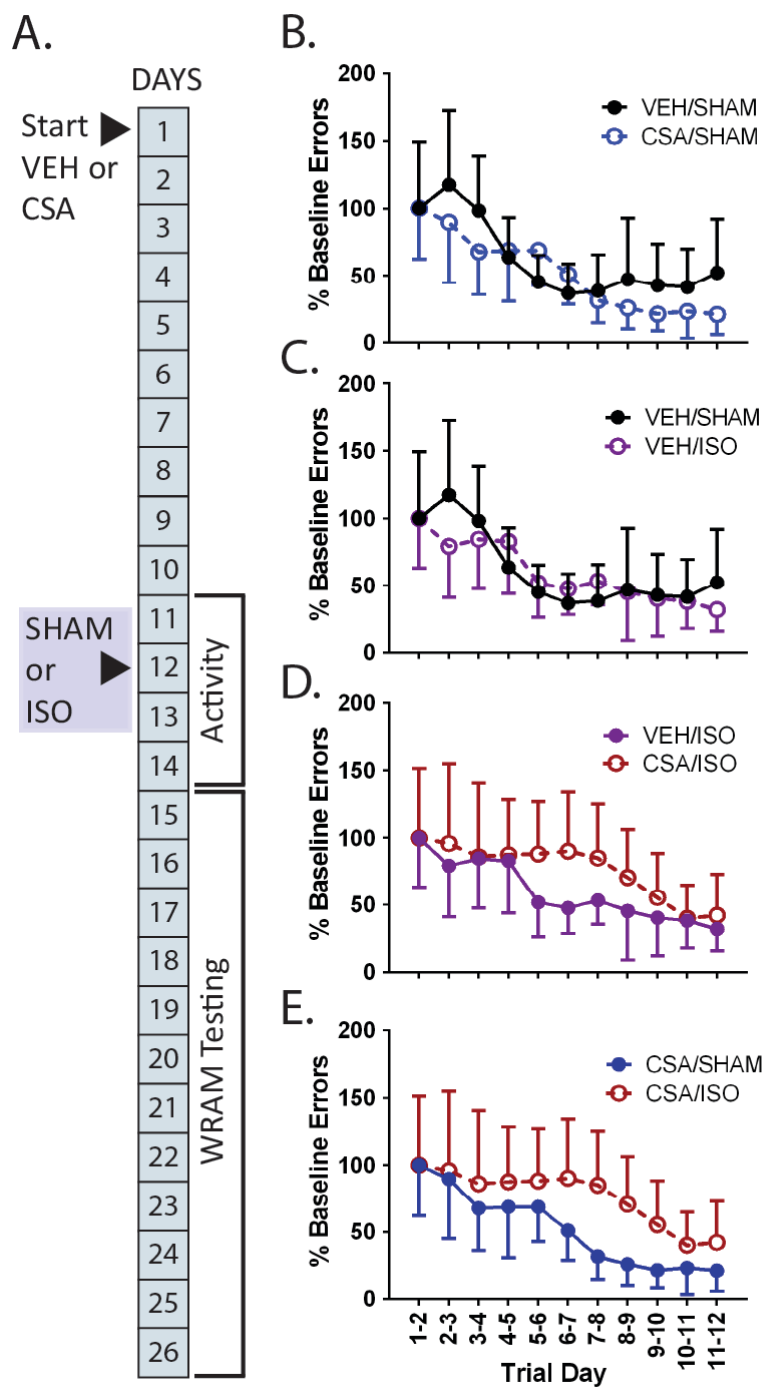 A.
DAYS
Start
VEH or
CSA
1
2
3
4
5
6
7
8
9
10
11
12
13
14
15
16
17
18
19
20
21
22
23
24
25
26
SHAM
or
ISO
Activity
WRAM Testing
B.
% Baseline Errors
200
150
100
50
0
VEH/SHAM
CSA/SHAM
C.
% Baseline Errors
200
150
100
50
0
VEH/SHAM
VEH/ISO
D.
% Baseline Errors
200
150
100
50
0
VEH/ISO
CSA/ISO
E.
% Baseline Errors
200
150
100
50
0
CSA/SHAM
CSA/ISO
1-2
2-3
3-4
4-5
5-6
6-7
7-8
8-9
9-10
10-11
11-12
Trial Day